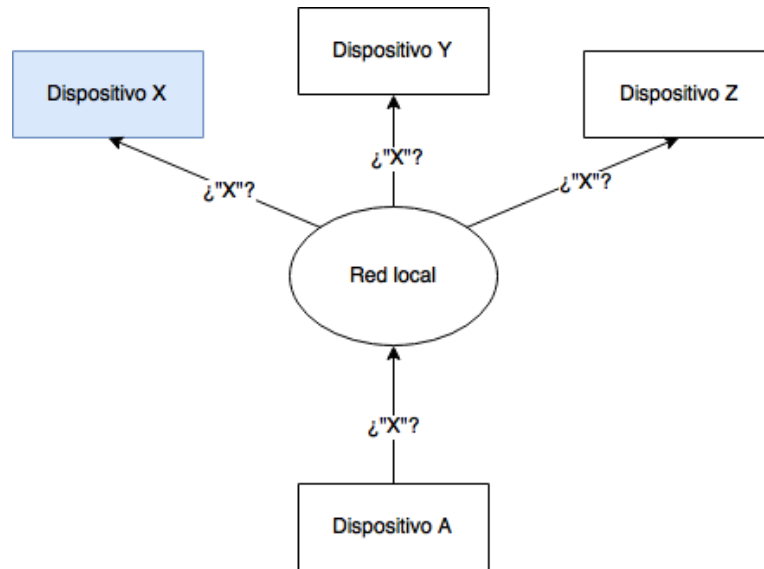 Dispositivo Y
Dispositivo X
Dispositivo Z
¿"X"?
¿"X"?
¿"X"?
Red local
¿"X"?
Dispositivo A